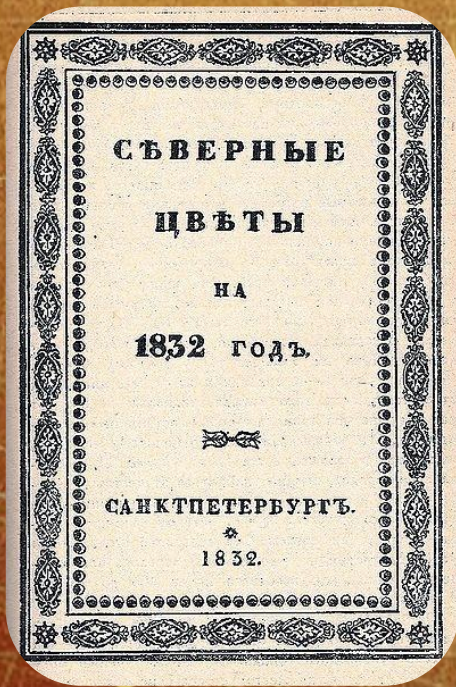 СѢВЕРНЫЕ
ЦВѢТЫ
НА
1832 ГОДЪ,
САНКТПЕТЕРБУРГЪ.
1832.